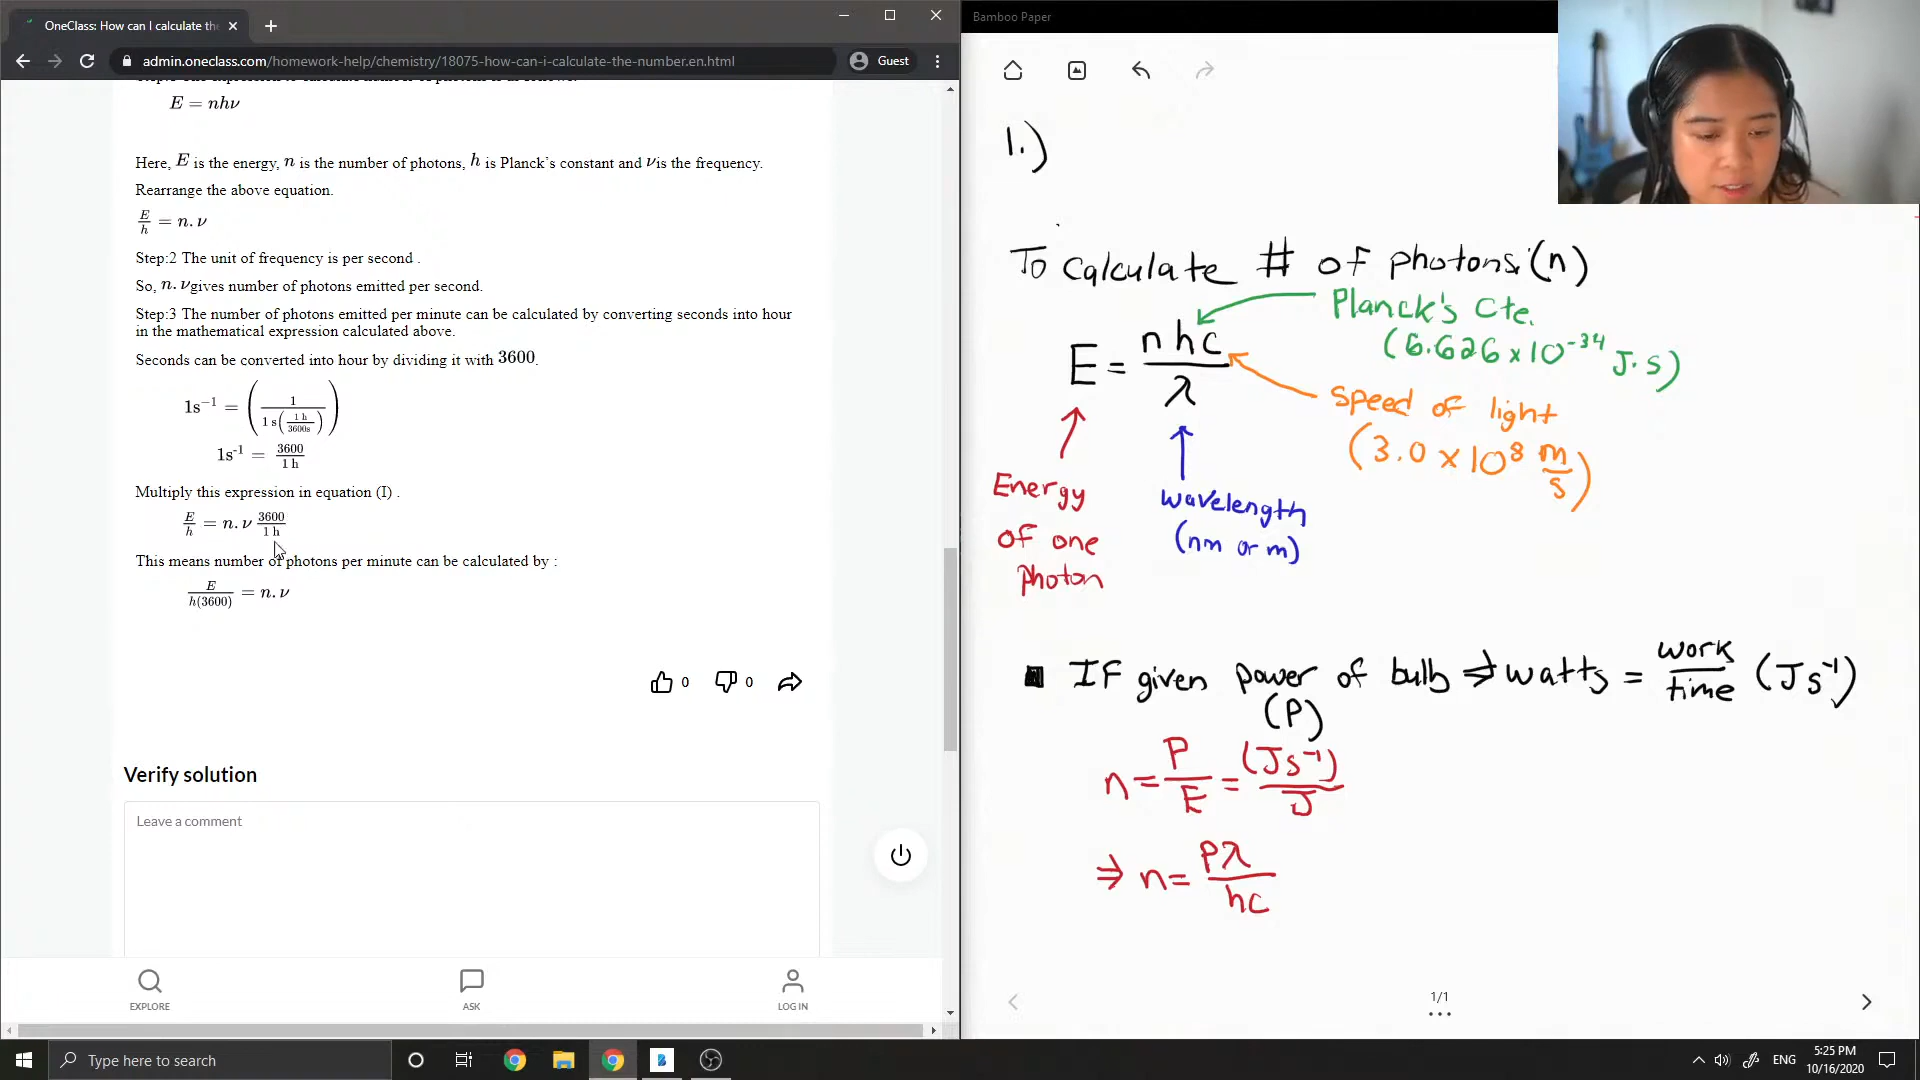 OneClass: How can I calculate the
Bamboo Paper
admin.oneclass.com/homework-help/chemistry/18075-how-can-i-calculate-the-number.en.html
Guest
E = nhν
Here, E is the energy, n is the number of photons, h is Planck's constant and ν is the frequency.
Rearrange the above equation.
E/h = n. ν
Step:2 The unit of frequency is per second .
So, n. ν gives number of photons emitted per second.
Step:3 The number of photons emitted per minute can be calculated by converting seconds into hour
in the mathematical expression calculated above.
Seconds can be converted into hour by dividing it with 3600.
1s⁻¹ = (1 / 1 s(1 h / 3600s))
1s⁻¹ = 3600 / 1 h
Multiply this expression in equation (I) .
E/h = n. ν 3600 / 1 h
This means number of photons per minute can be calculated by :
E / h(3600) = n. ν
0
0
Verify solution
Leave a comment
EXPLORE
ASK
LOG IN
1.)
To calculate # of photons: (n)
Planck's Cte.
(6.626 x 10⁻³⁴ J·s)
E = nhc / λ
Speed of light
(3.0 x 10⁸ m/s)
Energy
of one
photon
wavelength
(nm or m)
IF given power of bulb ⇒ watts = work / time (Js⁻¹)
(P)
n = P/E = (Js⁻¹) / J
⇒ n = Pλ / hc
1/1
Type here to search
ENG
5:25 PM
10/16/2020